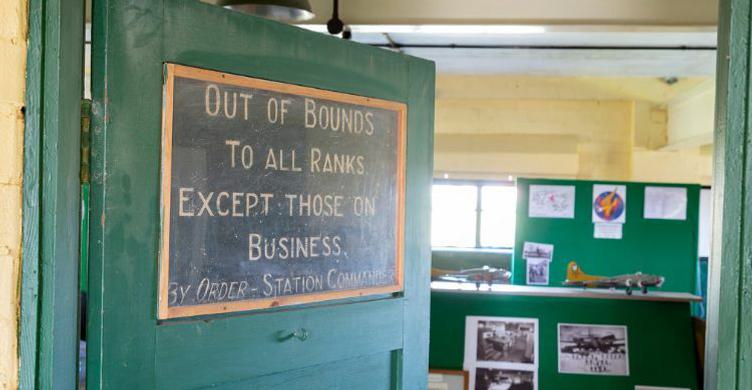 OUT OF BOUNDS
TO ALL RANKS.
EXCEPT THOSE ON
BUSINESS.
BY ORDER - STATION COMMANDER